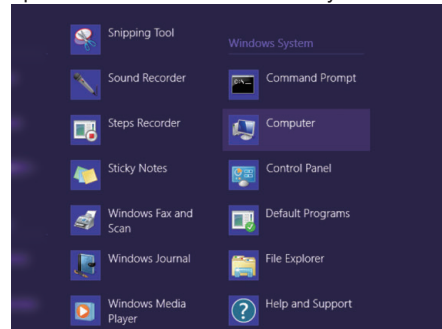 Snipping Tool
Sound Recorder
Steps Recorder
Sticky Notes
Windows Fax and
Scan
Windows Journal
Windows Media
Player
Windows System
Command Prompt
Computer
Control Panel
Default Programs
File Explorer
Help and Support